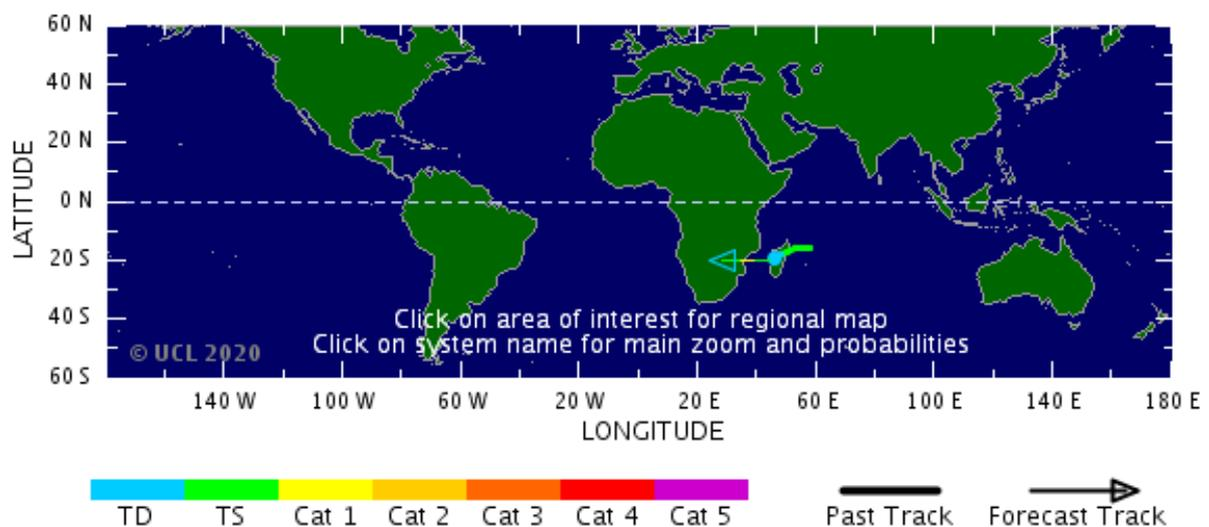 60 N
40 N
20 N
0 N
20 S
40 S
60 S
LATITUDE
Click on area of interest for regional map
Click on system name for main zoom and probabilities
© UCL 2020
140 W 100 W 60 W 20 W 20 E 60 E 100 E 140 E 180 E
LONGITUDE
TD TS Cat 1 Cat 2 Cat 3 Cat 4 Cat 5 Past Track Forecast Track